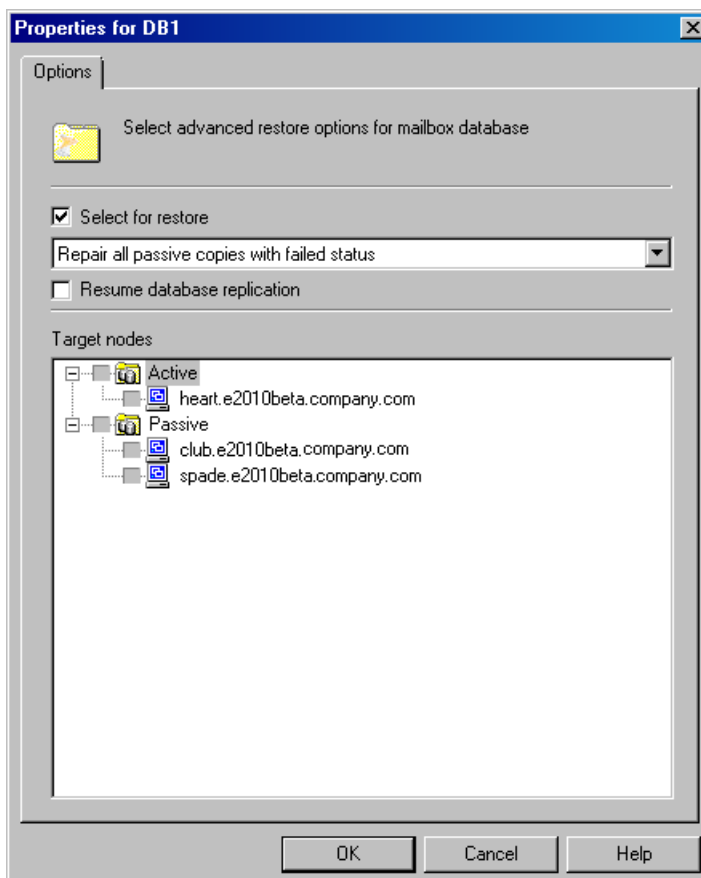 Properties for DB1
Options
Select advanced restore options for mailbox database
Select for restore
Repair all passive copies with failed status
Resume database replication
Target nodes
Active
heart.e2010beta.company.com
Passive
club.e2010beta.company.com
spade.e2010beta.company.com
OK Cancel Help